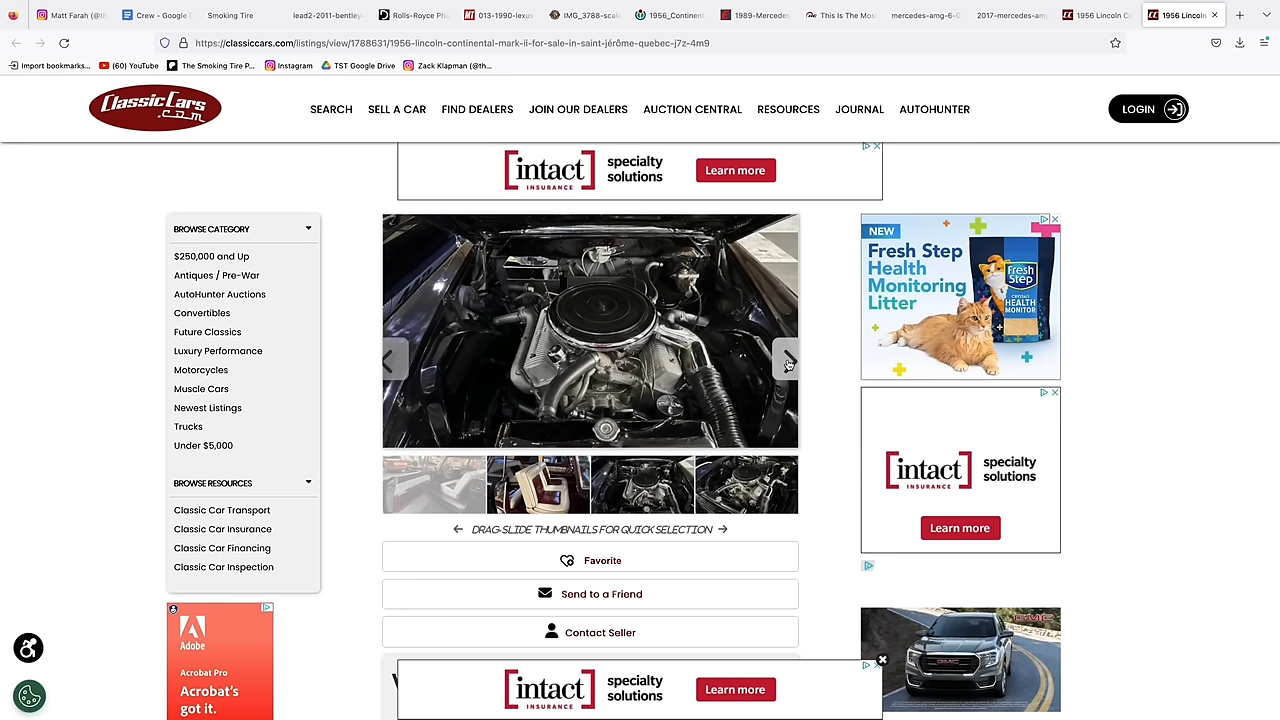 Matt Farah (@th
Crew - Google D
Smoking Tire
lead2-2011-bentley-
Rolls-Royce Pha
013-1990-lexus
IMG_3788-scale
1956_Continent
1989-Mercedes
This Is The Mos
mercedes-amg-6-0
2017-mercedes-am
1956 Lincoln C
1956 Lincoln
https://classiccars.com/listings/view/1788631/1956-lincoln-continental-mark-ii-for-sale-in-saint-jérôme-quebec-j7z-4m9
Import bookmarks...
(60) YouTube
The Smoking Tire P...
Instagram
TST Google Drive
Zack Klapman (@th...
ClassicCars
.com
SEARCH
SELL A CAR
FIND DEALERS
JOIN OUR DEALERS
AUCTION CENTRAL
RESOURCES
JOURNAL
AUTOHUNTER
LOGIN
intact
INSURANCE
specialty
solutions
Learn more
BROWSE CATEGORIES
$250,000 and Up
Antiques / Pre-War
AutoHunter Auctions
Convertibles
Future Classics
Luxury Performance
Motorcycles
Muscle Cars
Newest Listings
Trucks
Under $5,000
BROWSE RESOURCES
Classic Car Transport
Classic Car Insurance
Classic Car Financing
Classic Car Inspection
Adobe
Acrobat Pro
Acrobat's
got it.
DRAG-SLIDE THUMBNAILS FOR QUICK SELECTION
Favorite
Send to a Friend
Contact Seller
intact
INSURANCE
specialty
solutions
Learn more
NEW
Fresh Step
Health
Monitoring
Litter
Fresh
Step
CRYSTALS
HEALTH
MONITOR
intact
INSURANCE
specialty
solutions
Learn more
GMC